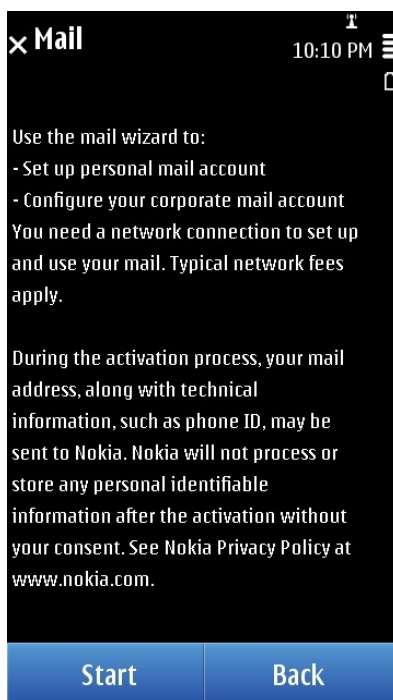 Mail
10:10 PM
Use the mail wizard to:
- Set up personal mail account
- Configure your corporate mail account
You need a network connection to set up
and use your mail. Typical network fees
apply.
During the activation process, your mail
address, along with technical
information, such as phone ID, may be
sent to Nokia. Nokia will not process or
store any personal identifiable
information after the activation without
your consent. See Nokia Privacy Policy at
www.nokia.com.
Start Back